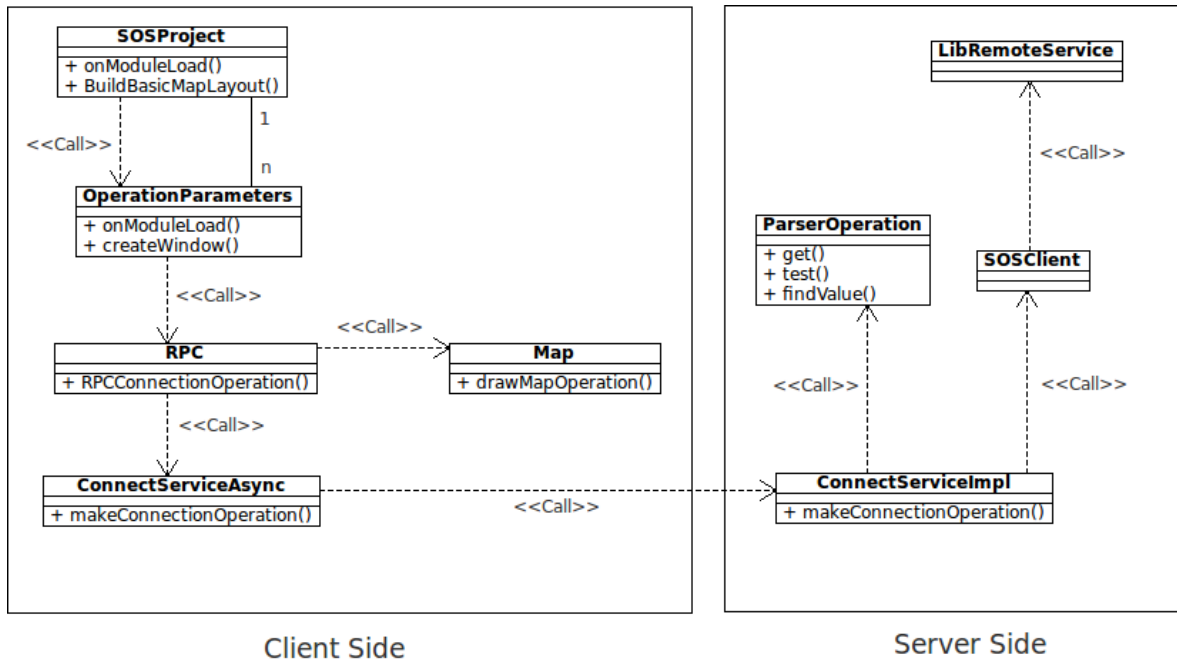 SOSProject
+ onModuleLoad()
+ BuildBasicMapLayout()
<<Call>>
1
n
OperationParameters
+ onModuleLoad()
+ createWindow()
<<Call>>
RPC
+ RPCConnectionOperation()
<<Call>>
Map
+ drawMapOperation()
<<Call>>
ConnectServiceAsync
+ makeConnectionOperation()
<<Call>>
Client Side
LibRemoteService
<<Call>>
ParserOperation
+ get()
+ test()
+ findValue()
SOSClient
<<Call>>
<<Call>>
ConnectServiceImpl
+ makeConnectionOperation()
Server Side